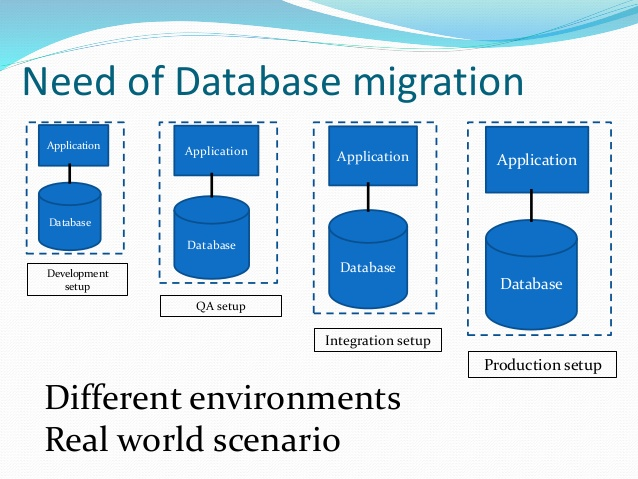 Need of Database migration
Application
Database
Development
setup
Application
Database
QA setup
Application
Database
Integration setup
Application
Database
Production setup
Different environments
Real world scenario